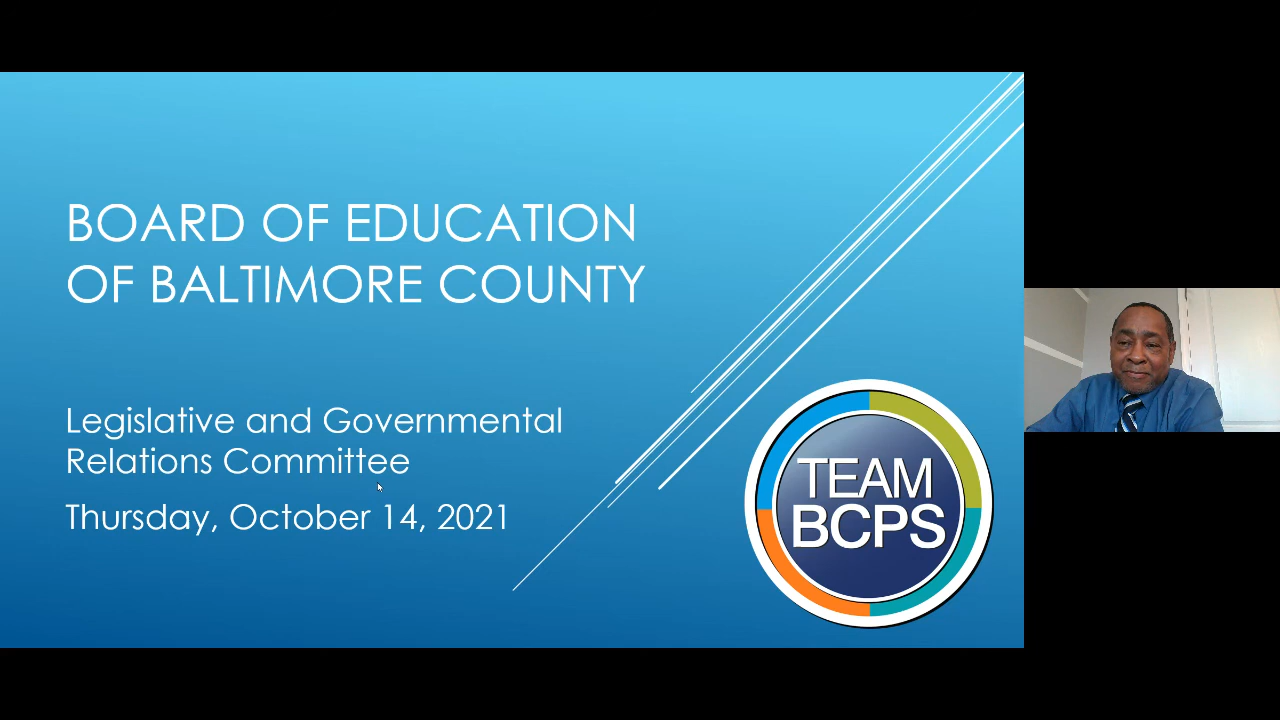 BOARD OF EDUCATION
OF BALTIMORE COUNTY
Legislative and Governmental
Relations Committee
Thursday, October 14, 2021
TEAM
BCPS